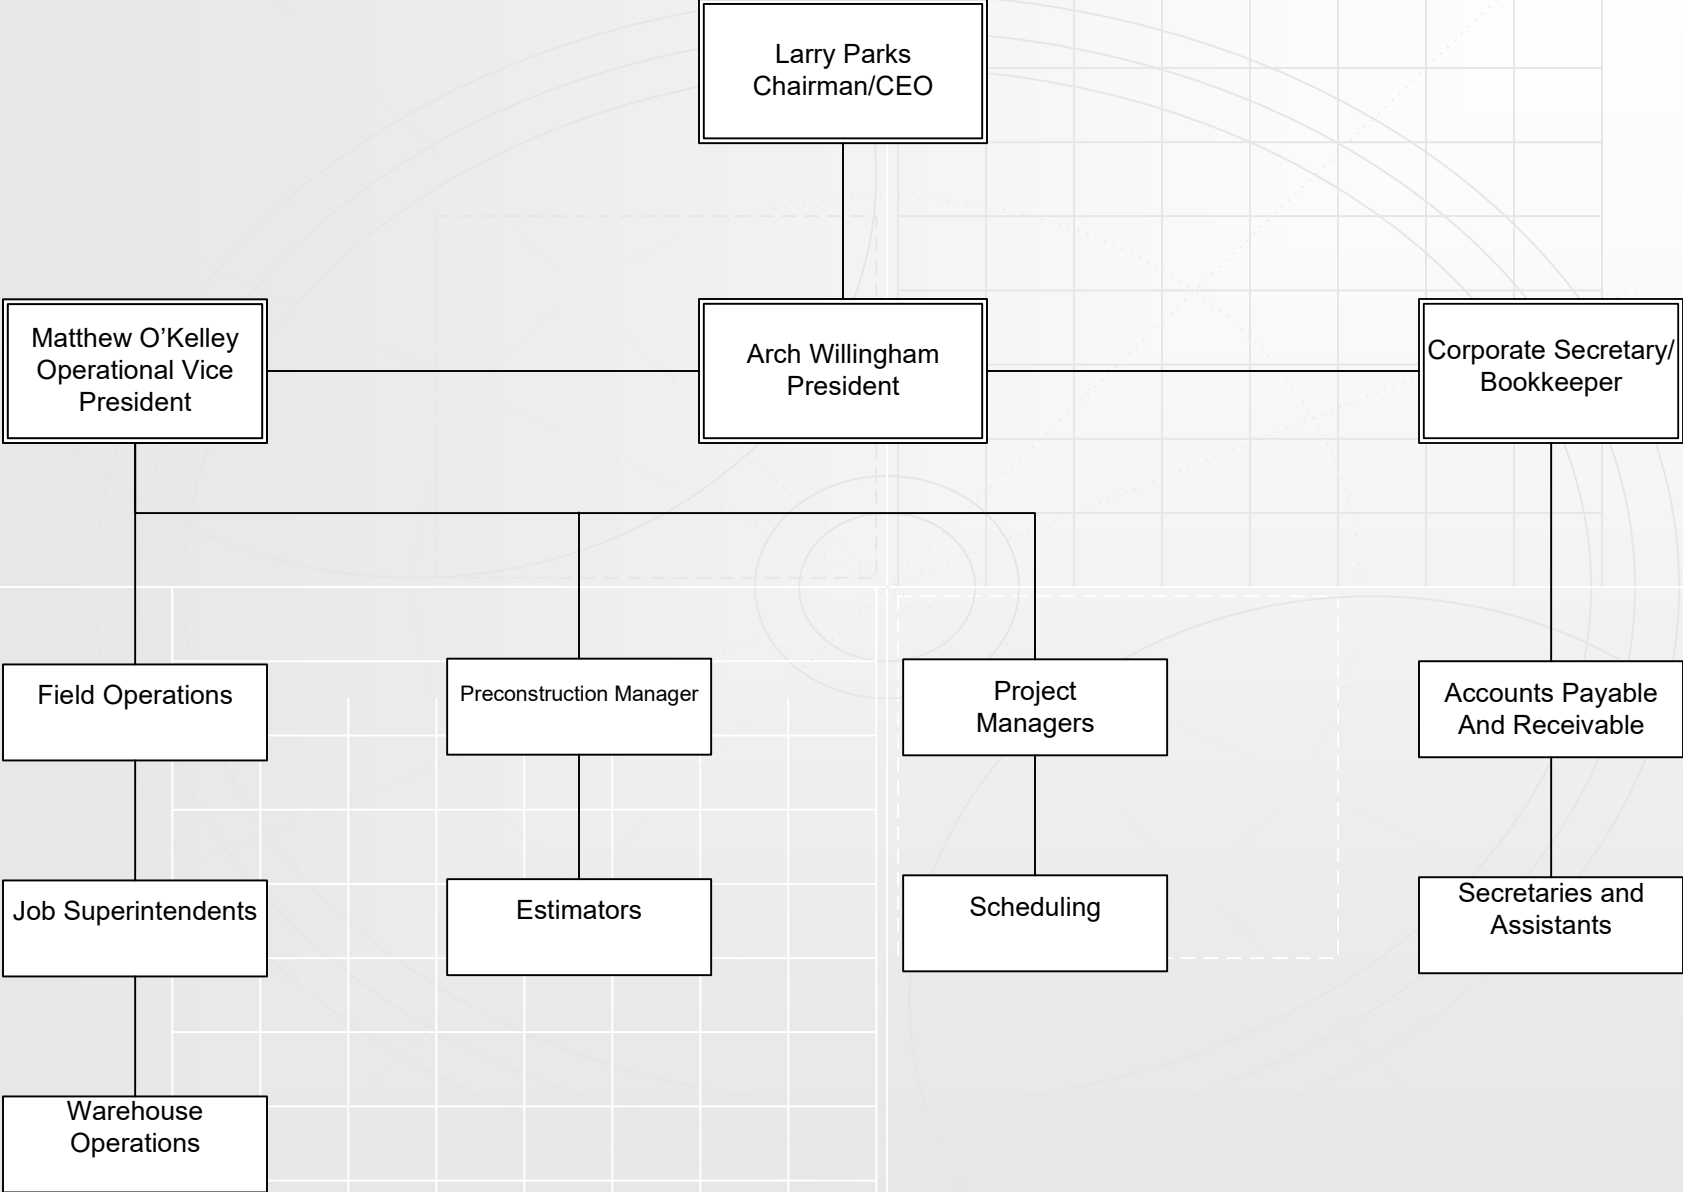 Larry Parks
Chairman/CEO
Matthew O’Kelley
Operational Vice
President
Arch Willingham
President
Corporate Secretary/
Bookkeeper
Field Operations
Preconstruction Manager
Project
Managers
Accounts Payable
And Receivable
Job Superintendents
Estimators
Scheduling
Secretaries and
Assistants
Warehouse
Operations